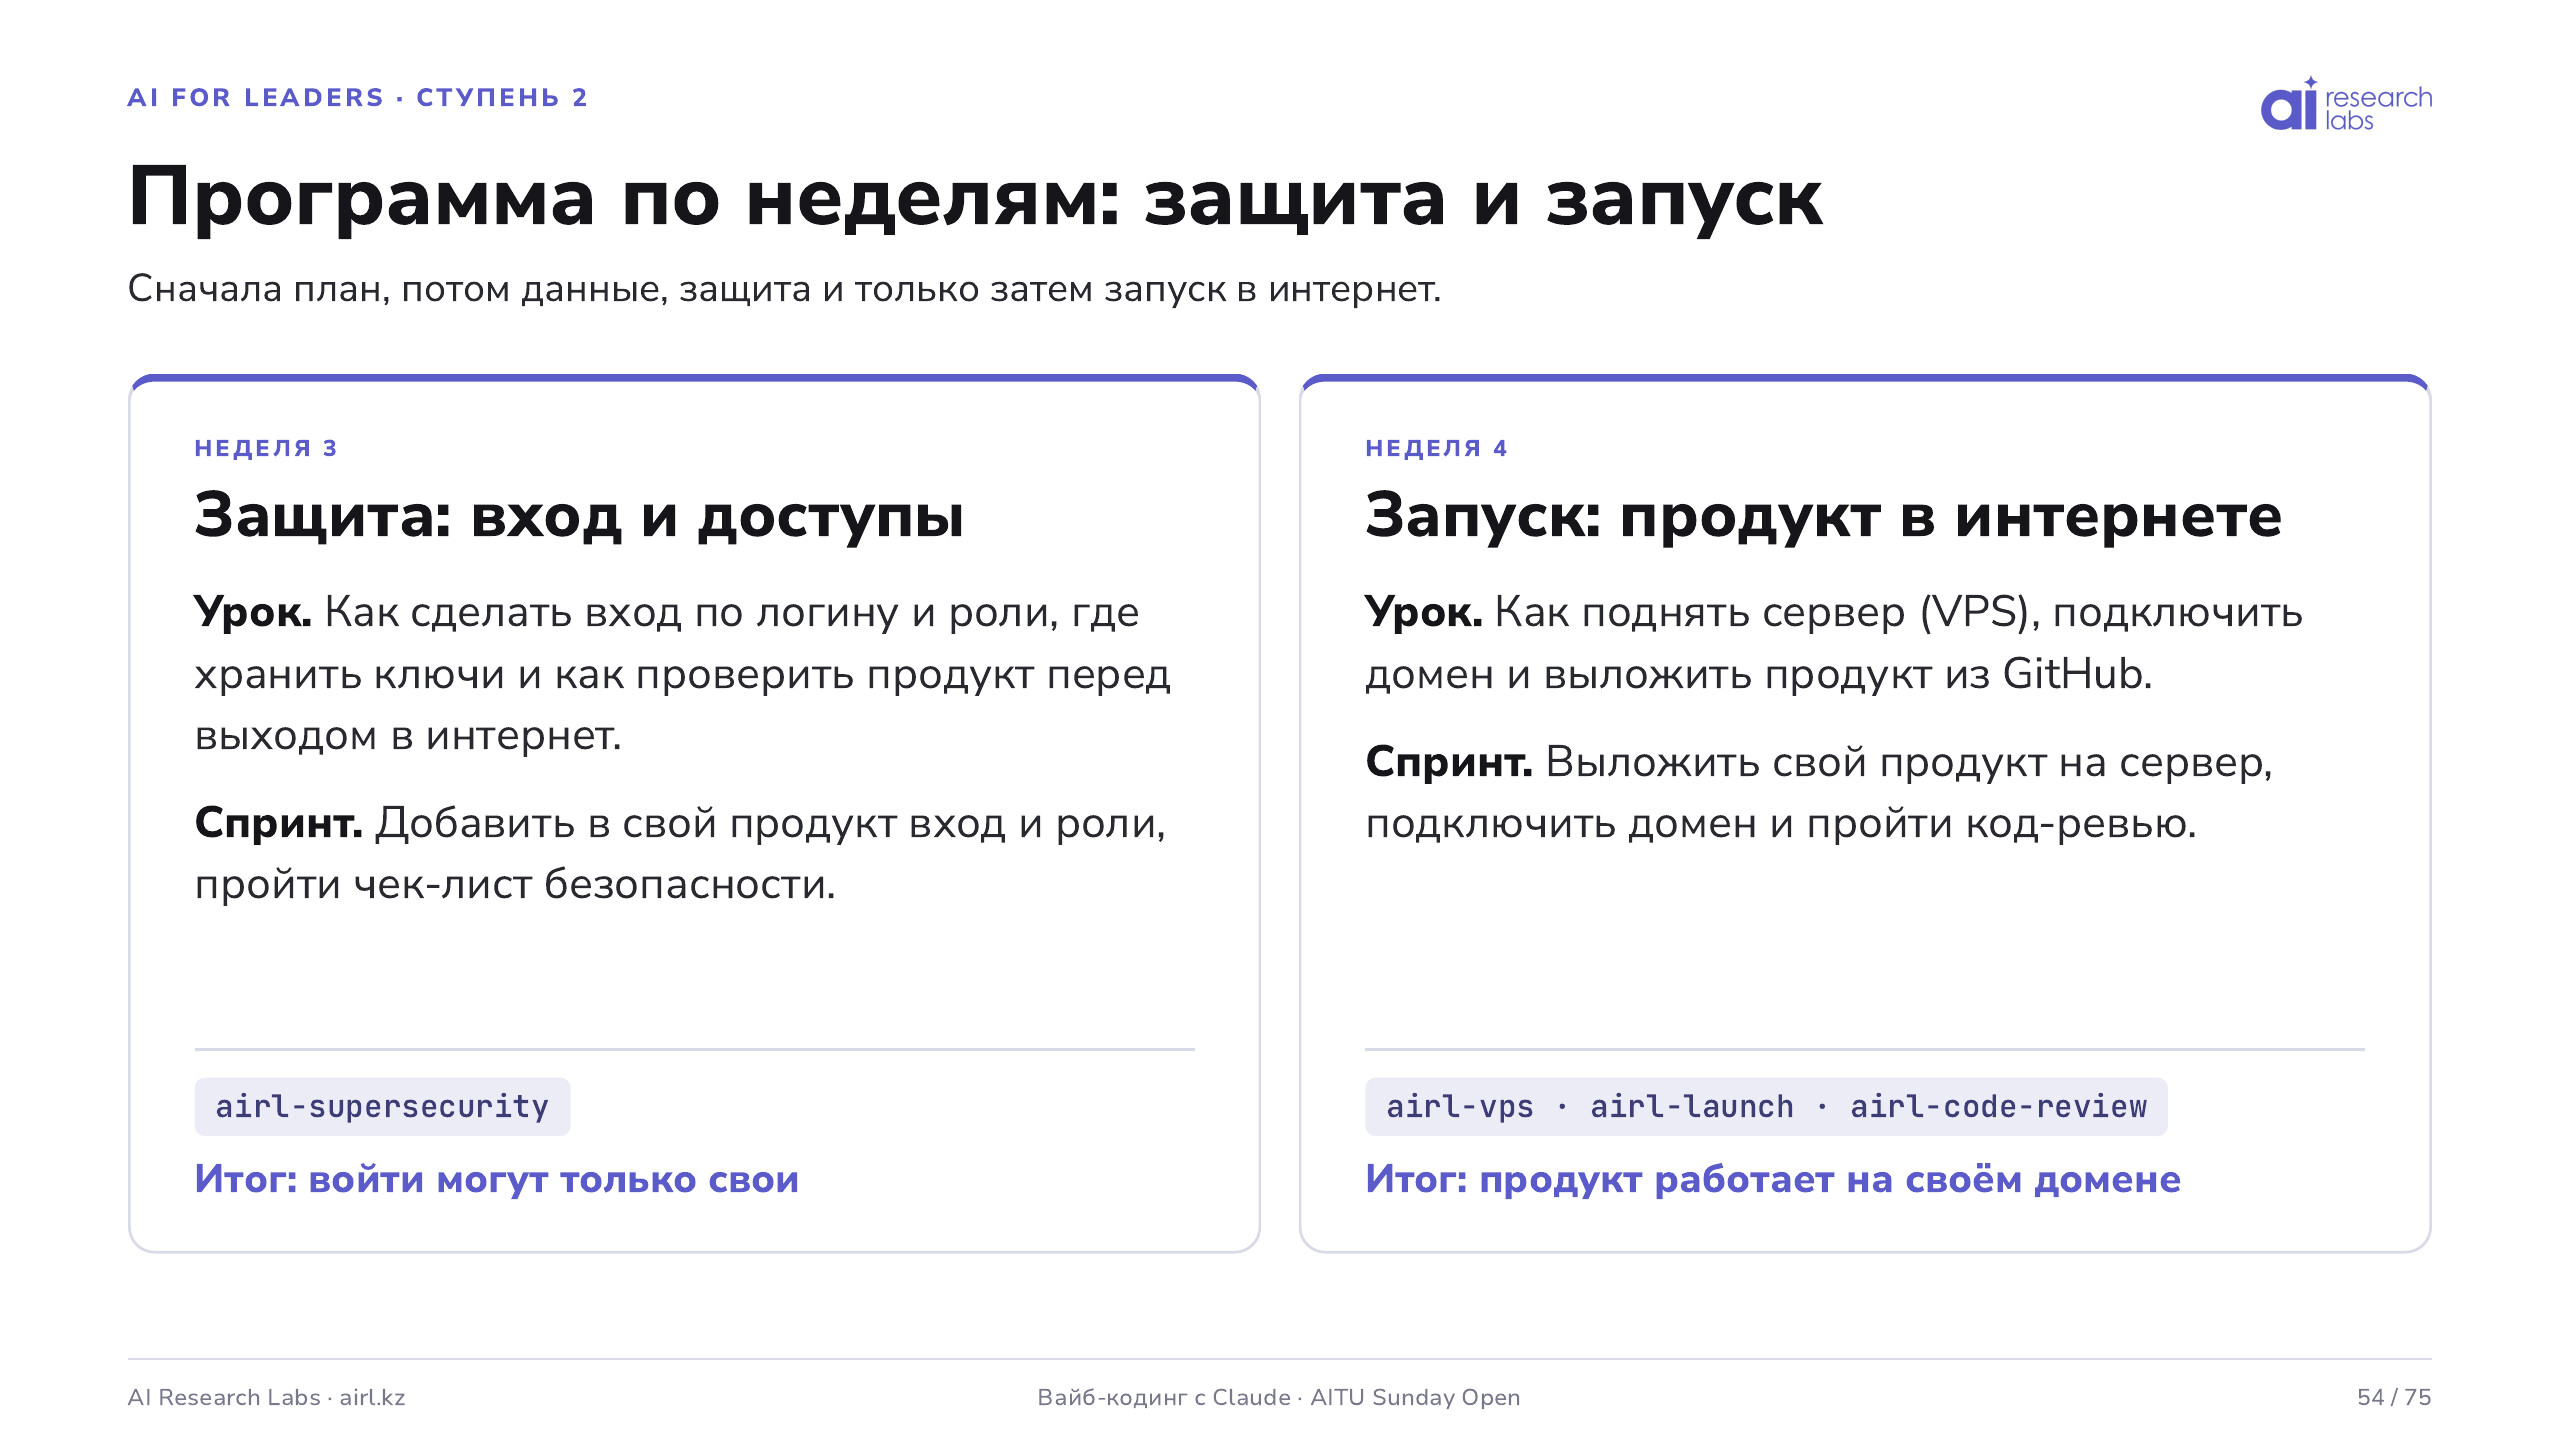 AI FOR LEADERS · СТУПЕНЬ 2
ai research
labs
Программа по неделям: защита и запуск
Сначала план, потом данные, защита и только затем запуск в интернет.
НЕДЕЛЯ 3
Защита: вход и доступы
Урок. Как сделать вход по логину и роли, где
хранить ключи и как проверить продукт перед
выходом в интернет.
Спринт. Добавить в свой продукт вход и роли,
пройти чек-лист безопасности.
airl-supersecurity
Итог: войти могут только свои
НЕДЕЛЯ 4
Запуск: продукт в интернете
Урок. Как поднять сервер (VPS), подключить
домен и выложить продукт из GitHub.
Спринт. Выложить свой продукт на сервер,
подключить домен и пройти код-ревью.
airl-vps · airl-launch · airl-code-review
Итог: продукт работает на своём домене
AI Research Labs · airl.kz
Вайб-кодинг с Claude · AITU Sunday Open
54 / 75